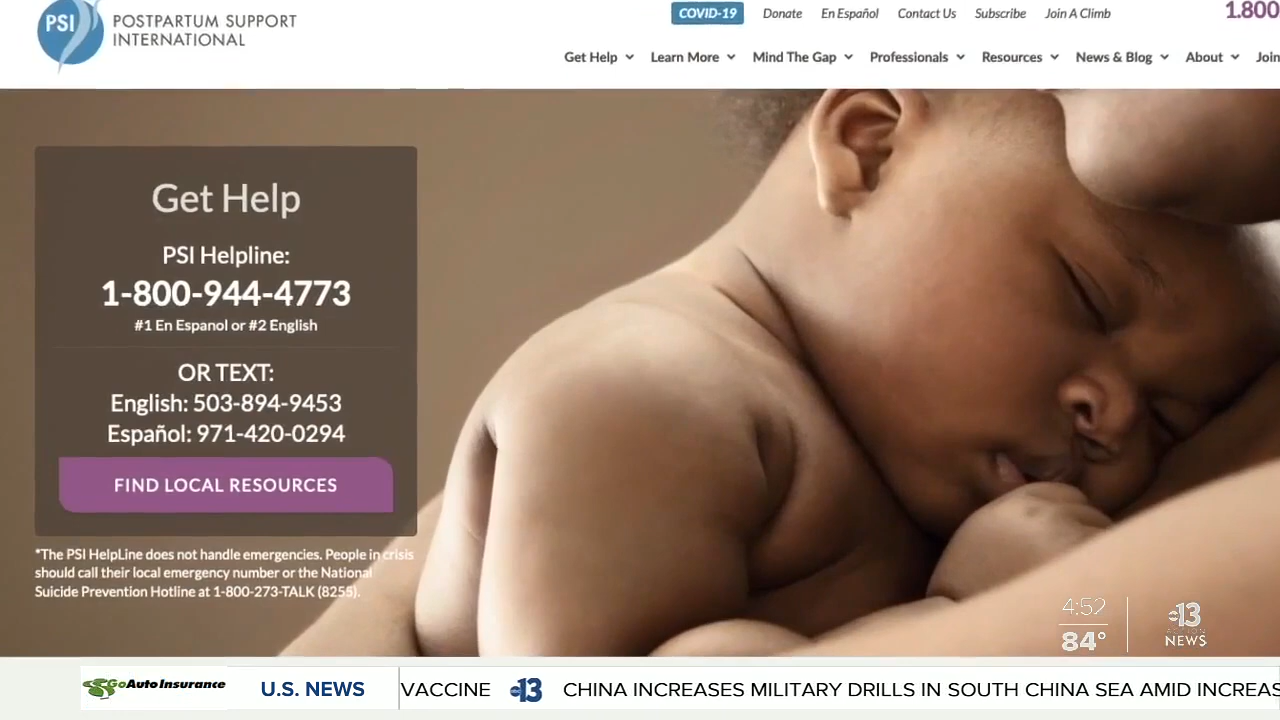 PSI
POSTPARTUM SUPPORT
INTERNATIONAL
COVID-19 Donate En Español Contact Us Subscribe Join A Climb 1.800
Get Help Learn More Mind The Gap Professionals Resources News & Blog About Join
Get Help
PSI Helpline:
1-800-944-4773
#1 En Espanol or #2 English
OR TEXT:
English: 503-894-9453
Español: 971-420-0294
FIND LOCAL RESOURCES
*The PSI HelpLine does not handle emergencies. People in crisis
should call their local emergency number or the National
Suicide Prevention Hotline at 1-800-273-TALK (8255).
4:52
84°
13
ACTION
NEWS
GoAuto Insurance U.S. NEWS VACCINE 13 CHINA INCREASES MILITARY DRILLS IN SOUTH CHINA SEA AMID INCREAS